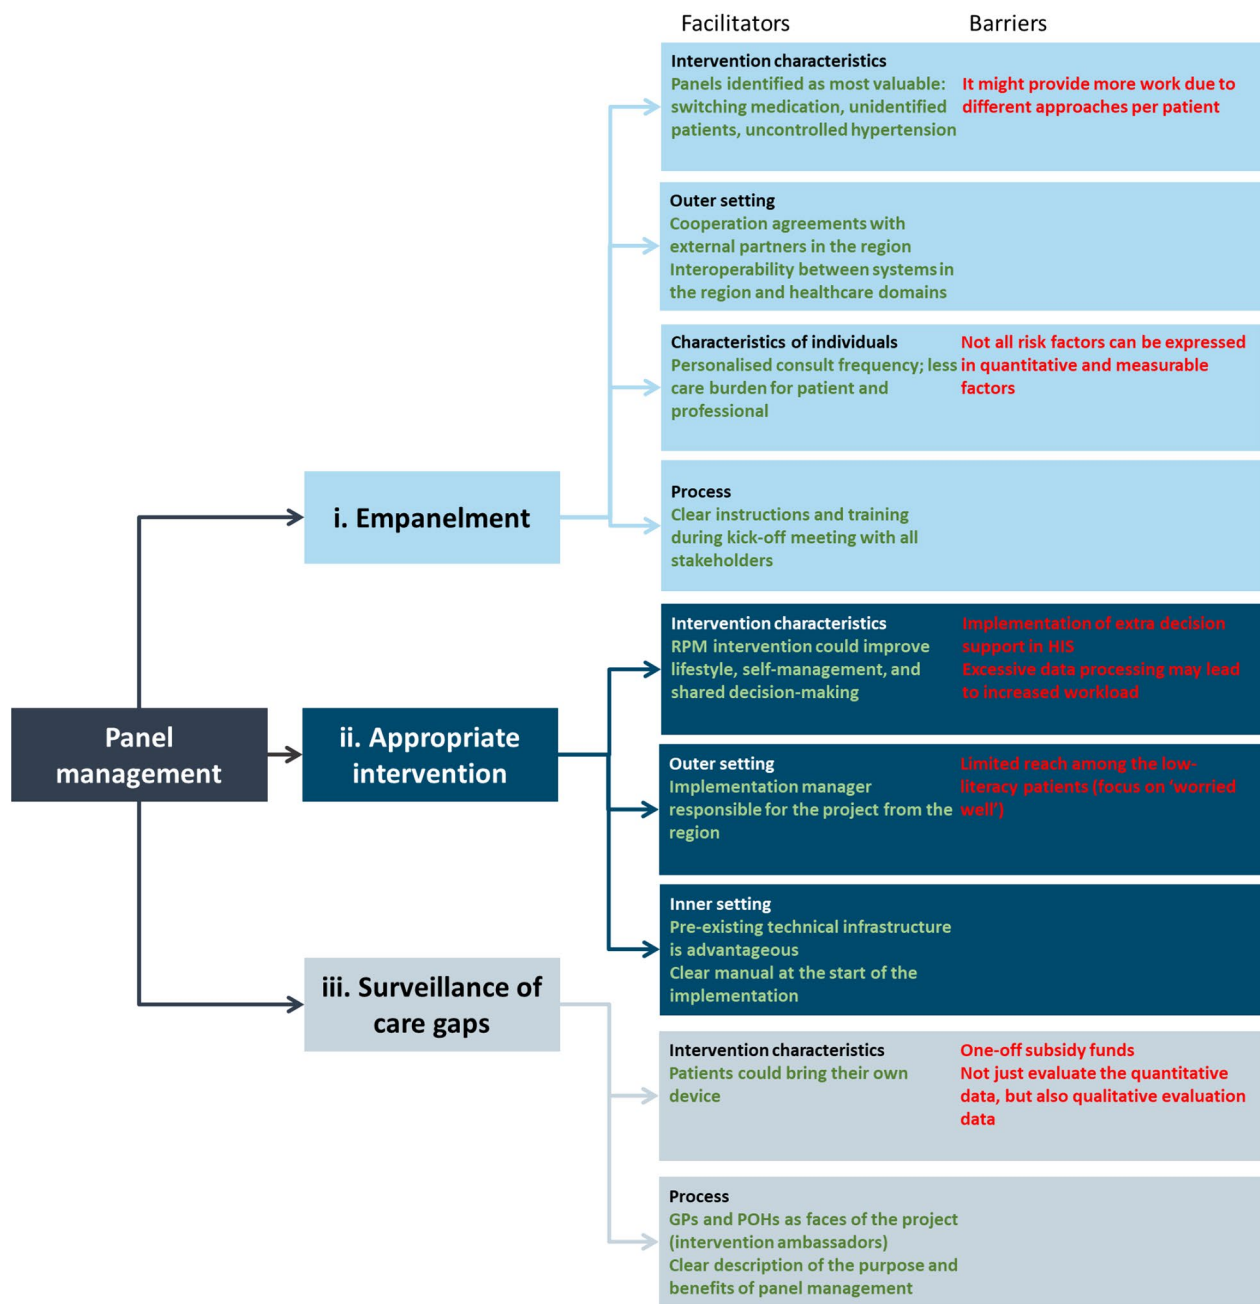 Facilitators
Barriers
Intervention characteristics
Panels identified as most valuable:
switching medication, unidentified
patients, uncontrolled hypertension
It might provide more work due to
different approaches per patient
Outer setting
Cooperation agreements with
external partners in the region
Interoperability between systems in
the region and healthcare domains
Characteristics of individuals
Personalised consult frequency; less
care burden for patient and
professional
Not all risk factors can be expressed
in quantitative and measurable
factors
Process
Clear instructions and training
during kick-off meeting with all
stakeholders
i. Empanelment
Intervention characteristics
RPM intervention could improve
lifestyle, self-management, and
shared decision-making
Implementation of extra decision
support in HIS
Excessive data processing may lead
to increased workload
Panel
management
ii. Appropriate
intervention
Outer setting
Implementation manager
responsible for the project from the
region
Limited reach among the low-
literacy patients (focus on ‘worried
well’)
Inner setting
Pre-existing technical infrastructure
is advantageous
Clear manual at the start of the
implementation
iii. Surveillance of
care gaps
Intervention characteristics
Patients could bring their own
device
One-off subsidy funds
Not just evaluate the quantitative
data, but also qualitative evaluation
data
Process
GPs and POHs as faces of the project
(intervention ambassadors)
Clear description of the purpose and
benefits of panel management